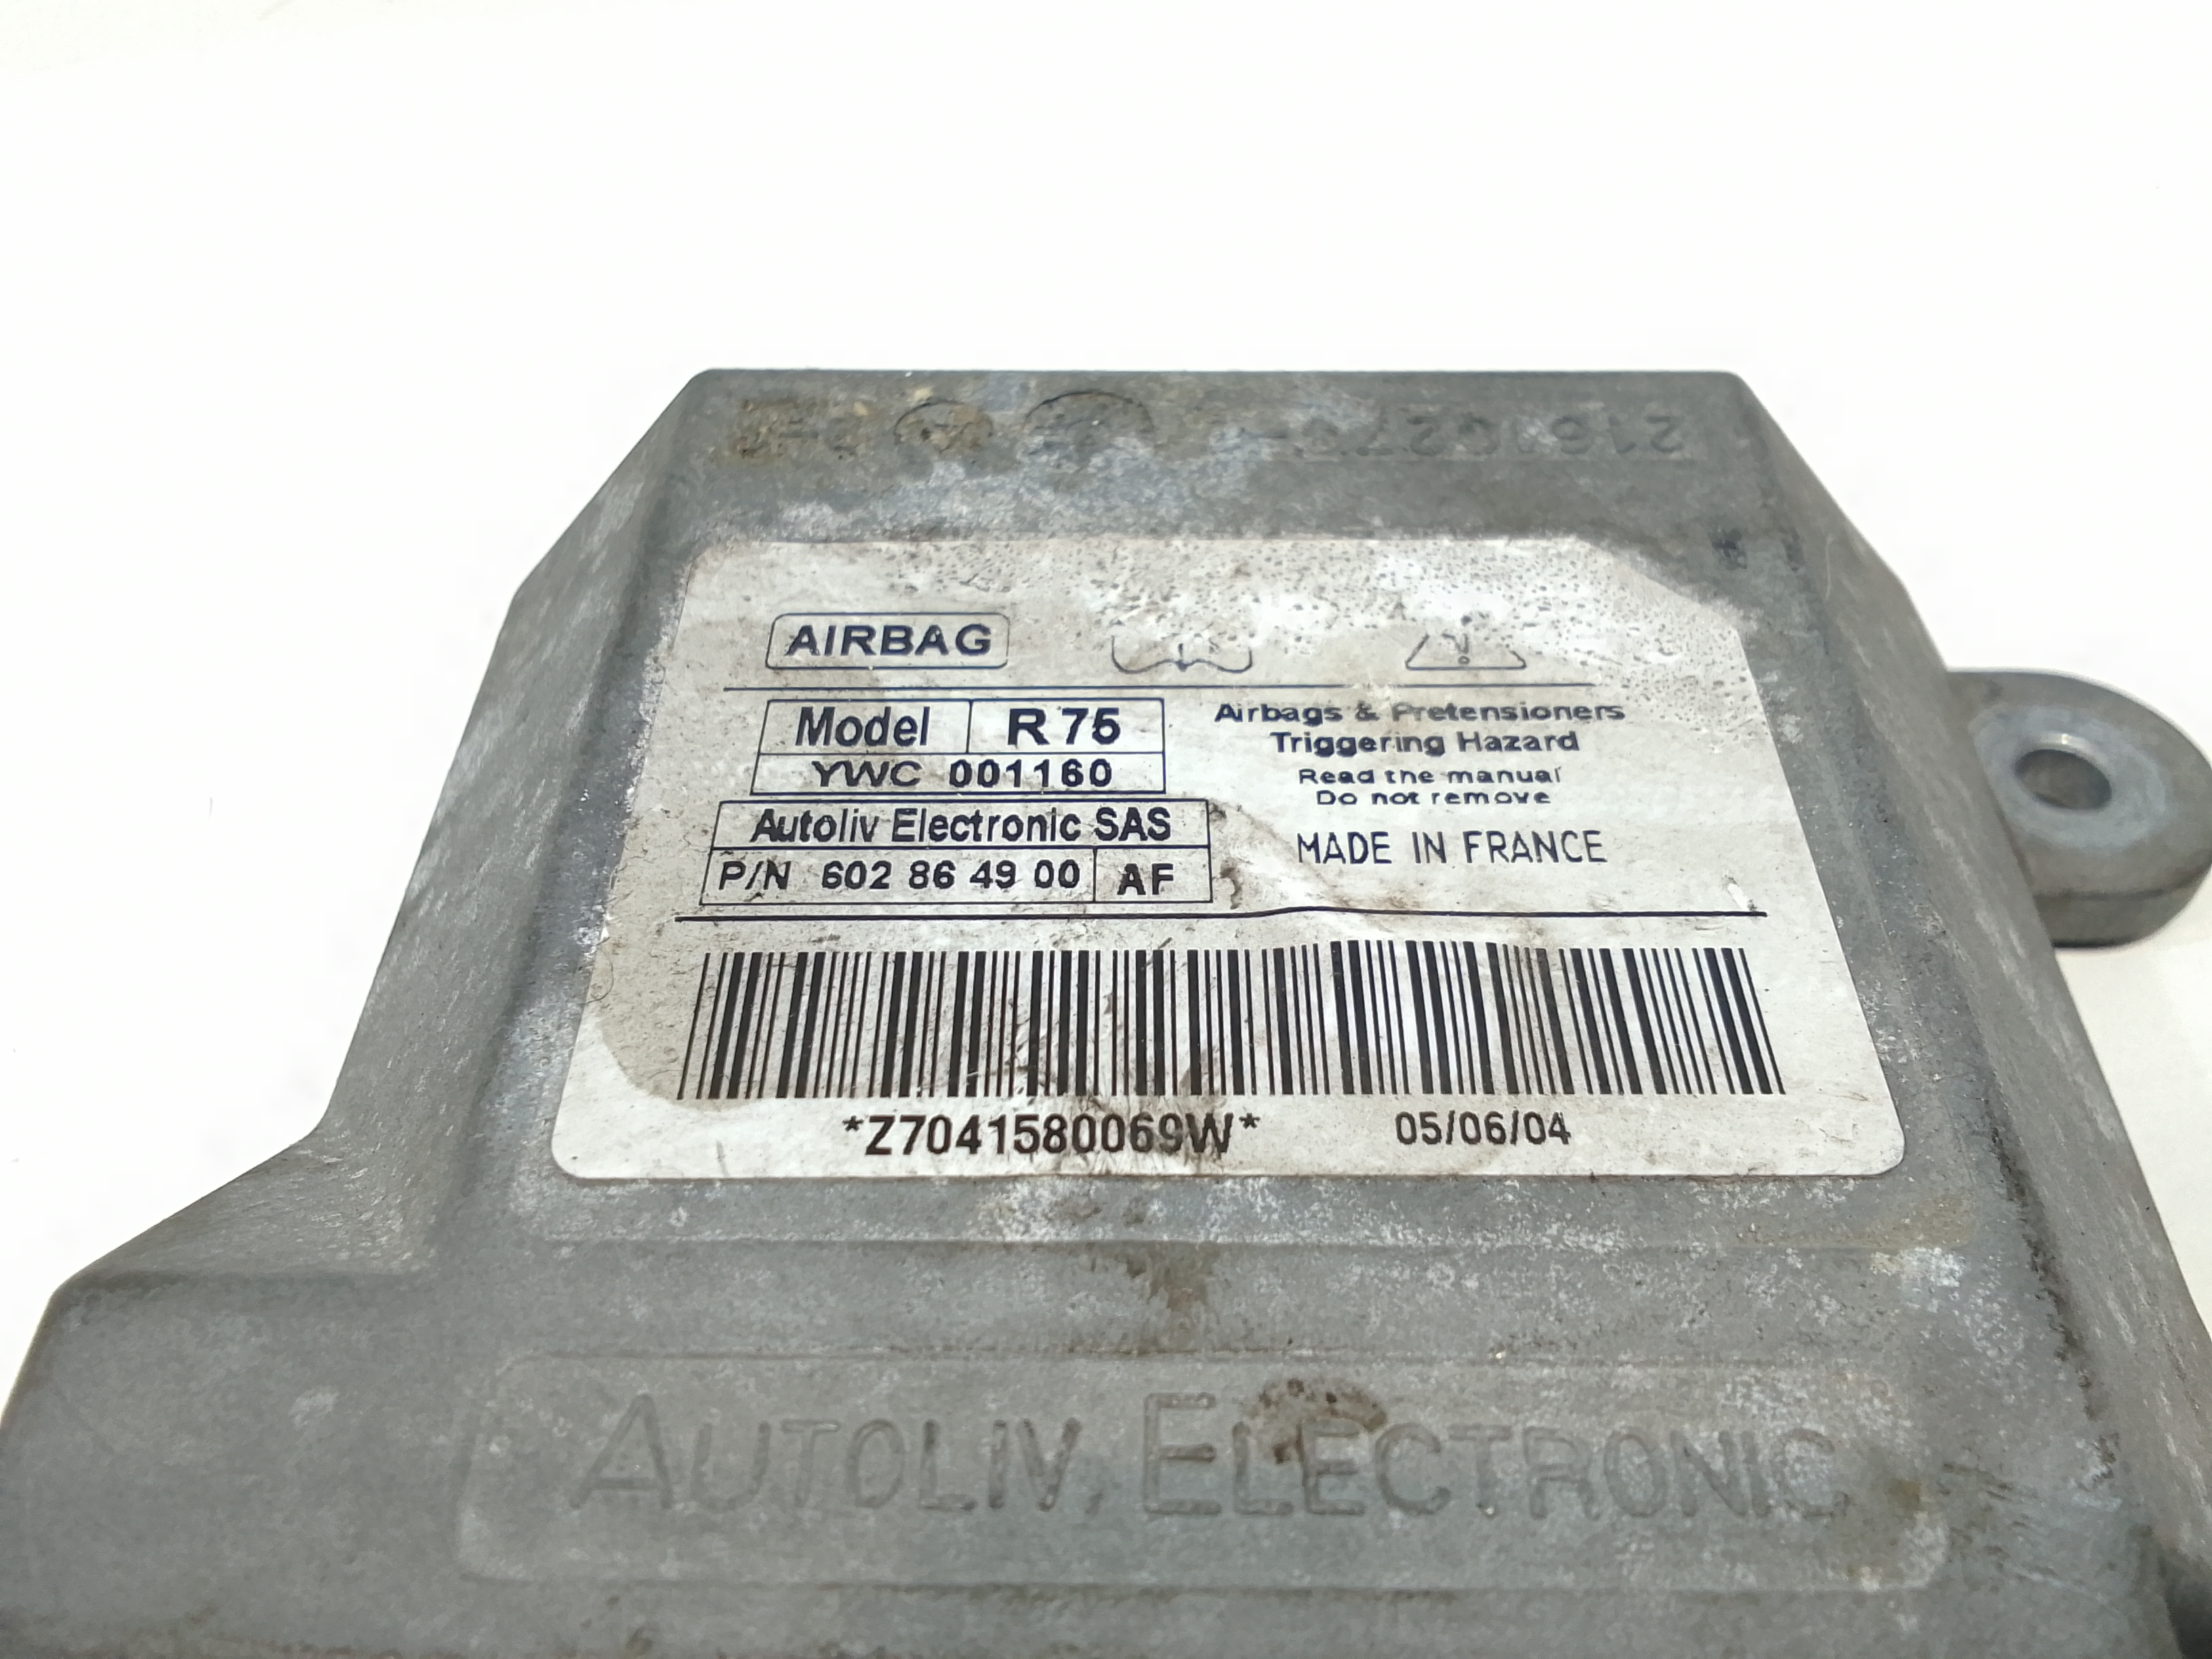 AIRBAG
Model R 75
YWC 001160
Autoliv Electronic SAS
P/N 602 86 49 00 AF
Airbags & Pretensioners
Triggering Hazard
Read the manual
Do not remove
MADE IN FRANCE
*Z7041580069W* 05/06/04
AUTOLIV ELECTRONIC